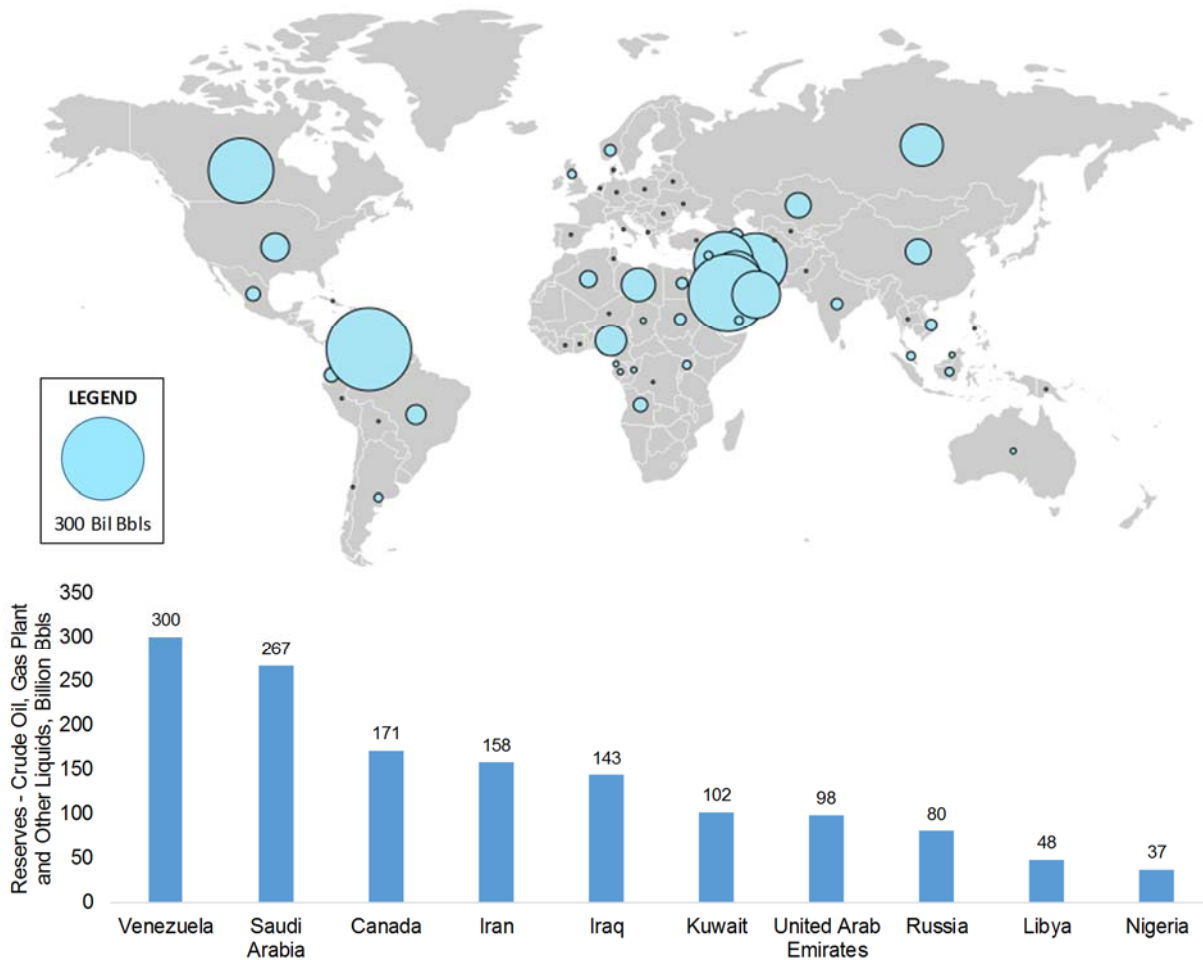 LEGEND
300 Bil Bbls
Reserves - Crude Oil, Gas Plant
and Other Liquids, Billion Bbls
350
300
250
200
150
100
50
0
300
267
171
158
143
102
98
80
48
37
Venezuela
Saudi
Arabia
Canada
Iran
Iraq
Kuwait
United Arab
Emirates
Russia
Libya
Nigeria